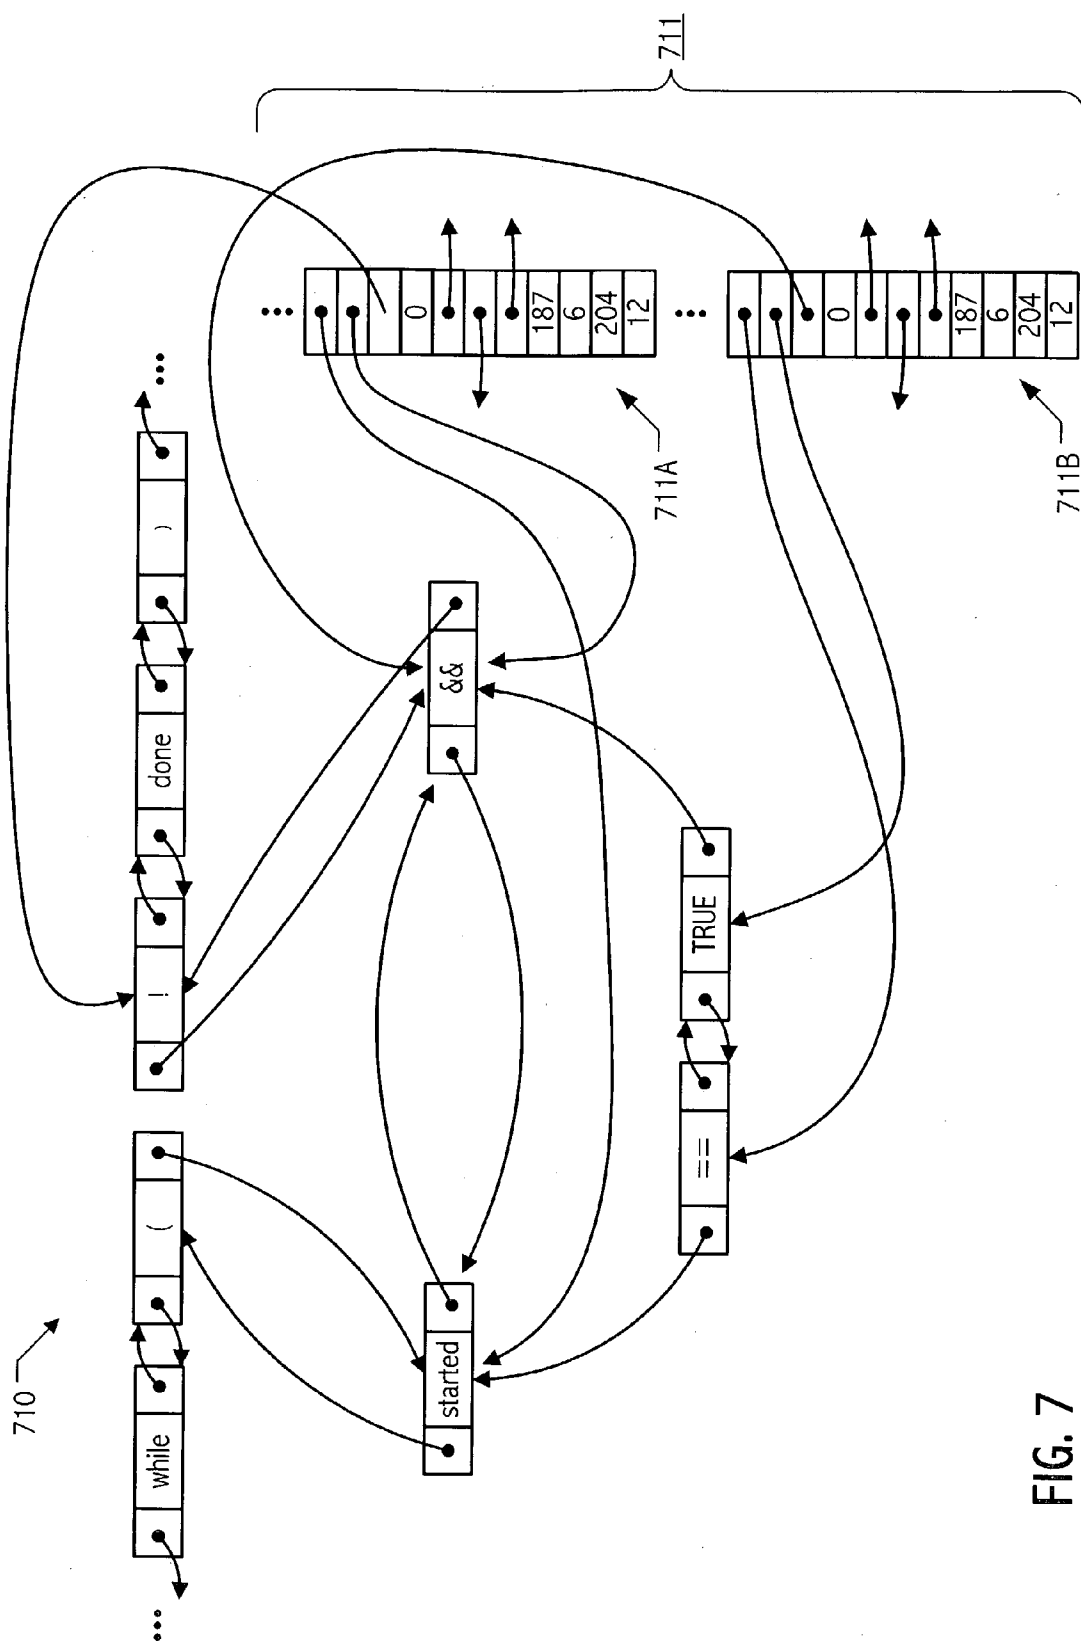 710
... while ( ! done ) ...
started &&
== TRUE
...
0
187
6
204
12
711A
711
...
0
187
6
204
12
711B
FIG. 7